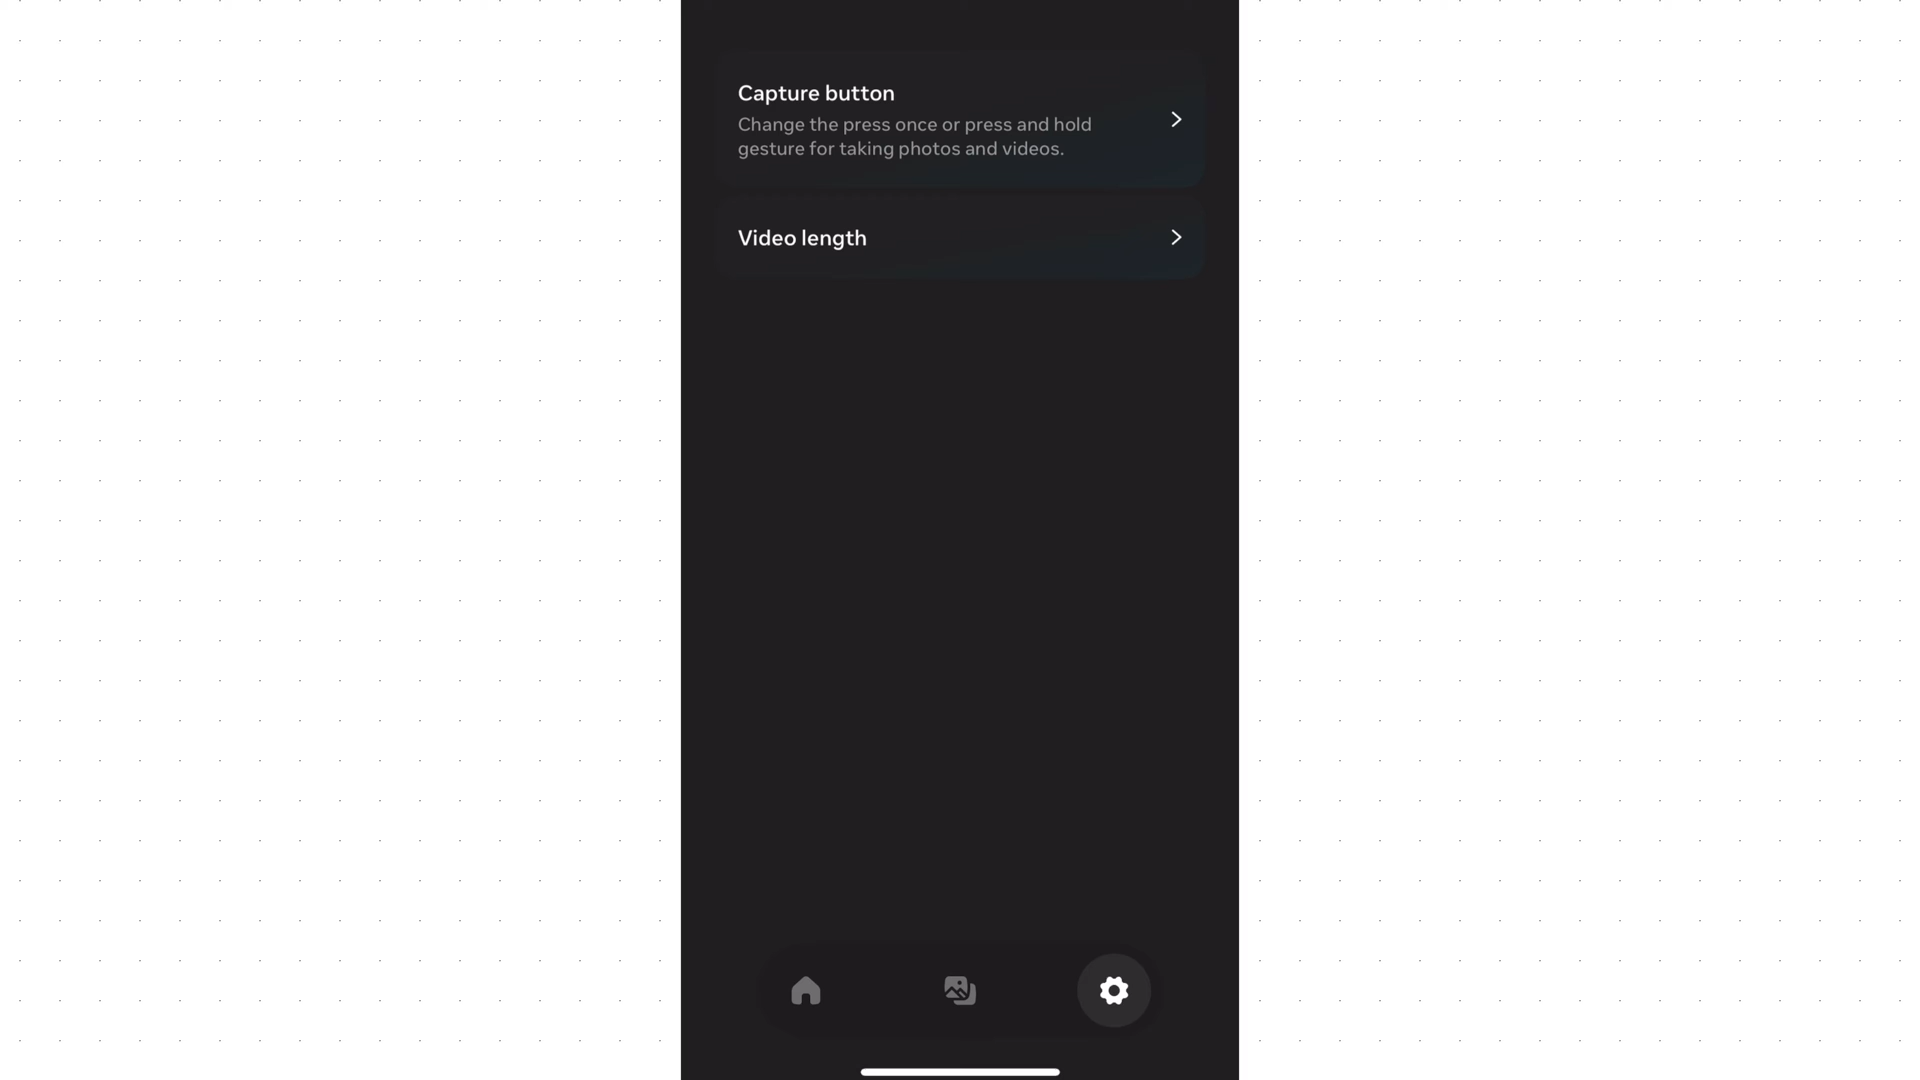 Capture button
Change the press once or press and hold
gesture for taking photos and videos.
Video length